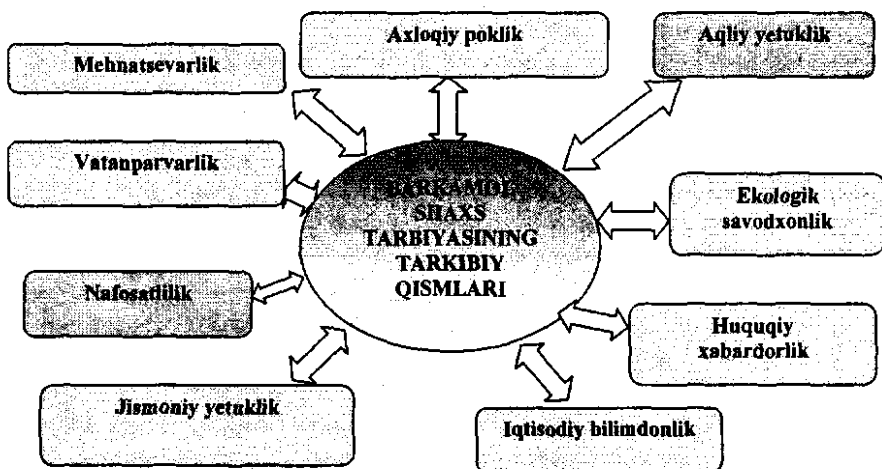 Axloqiy poklik
Aqliy yetuklik
Mehnatsevarlik
Vatanparvarlik
BARKAMOL
SHAXS
TARBIYASINING
TARKIBIY
QISMLARI
Ekologik
savodxonlik
Nafosatlilik
Huquqiy
xabardorlik
Jismoniy yetuklik
Iqtisodiy bilimdonlik